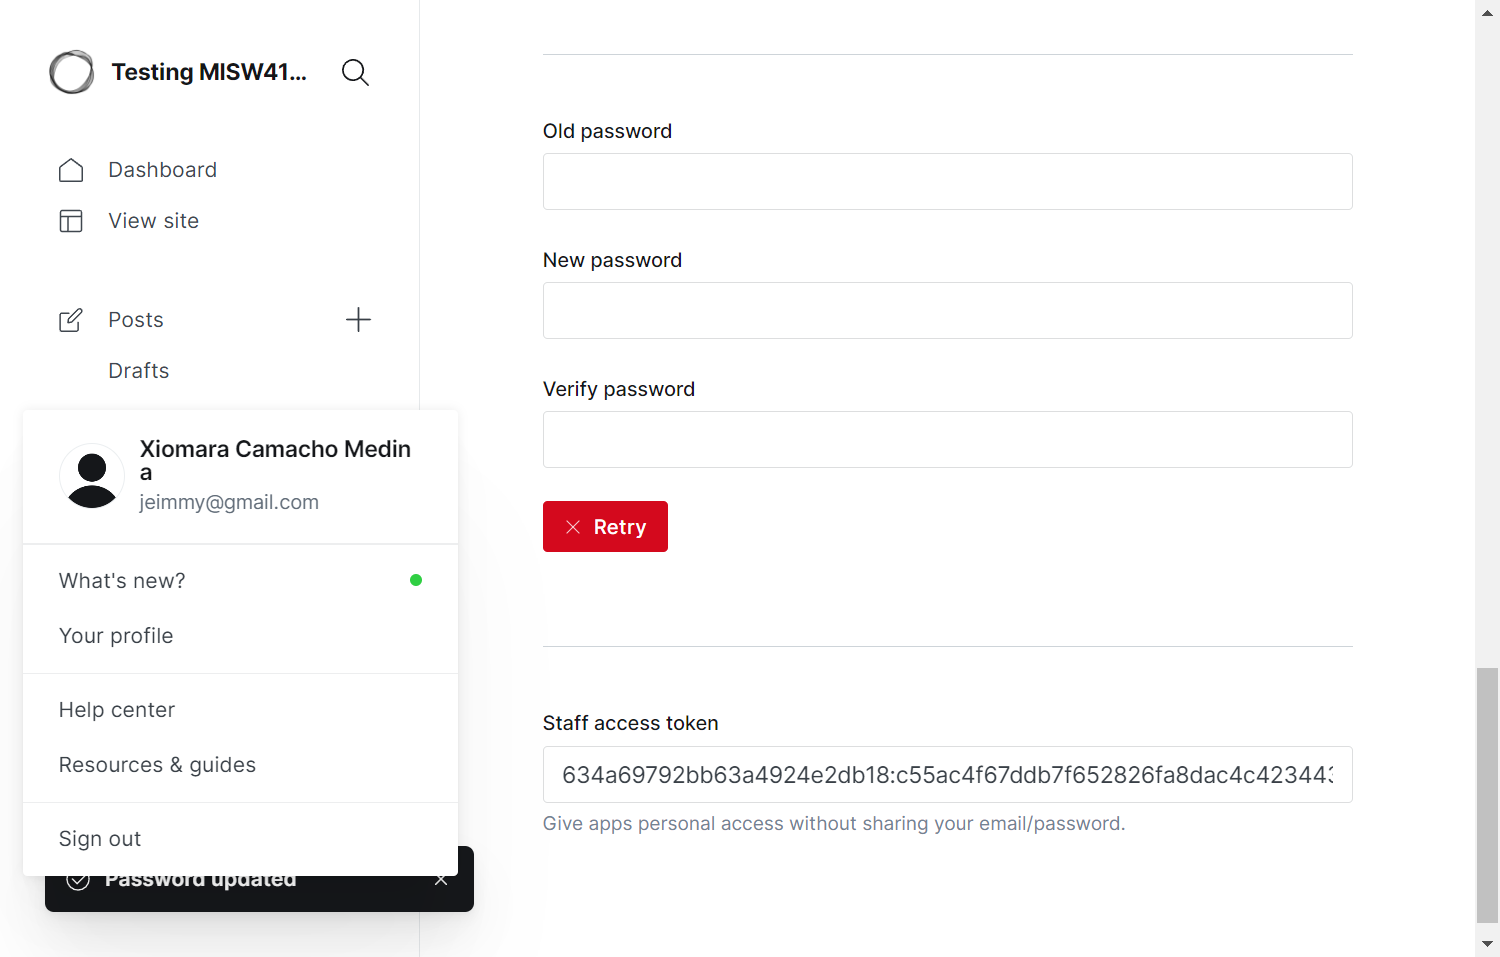 Testing MISW41...
Dashboard
View site
Posts
Drafts
Xiomara Camacho Medin
a
jeimmy@gmail.com
What's new?
Your profile
Help center
Resources & guides
Sign out
Password updated
Old password
New password
Verify password
Retry
Staff access token
634a69792bb63a4924e2db18:c55ac4f67ddb7f652826fa8dac4c423443
Give apps personal access without sharing your email/password.